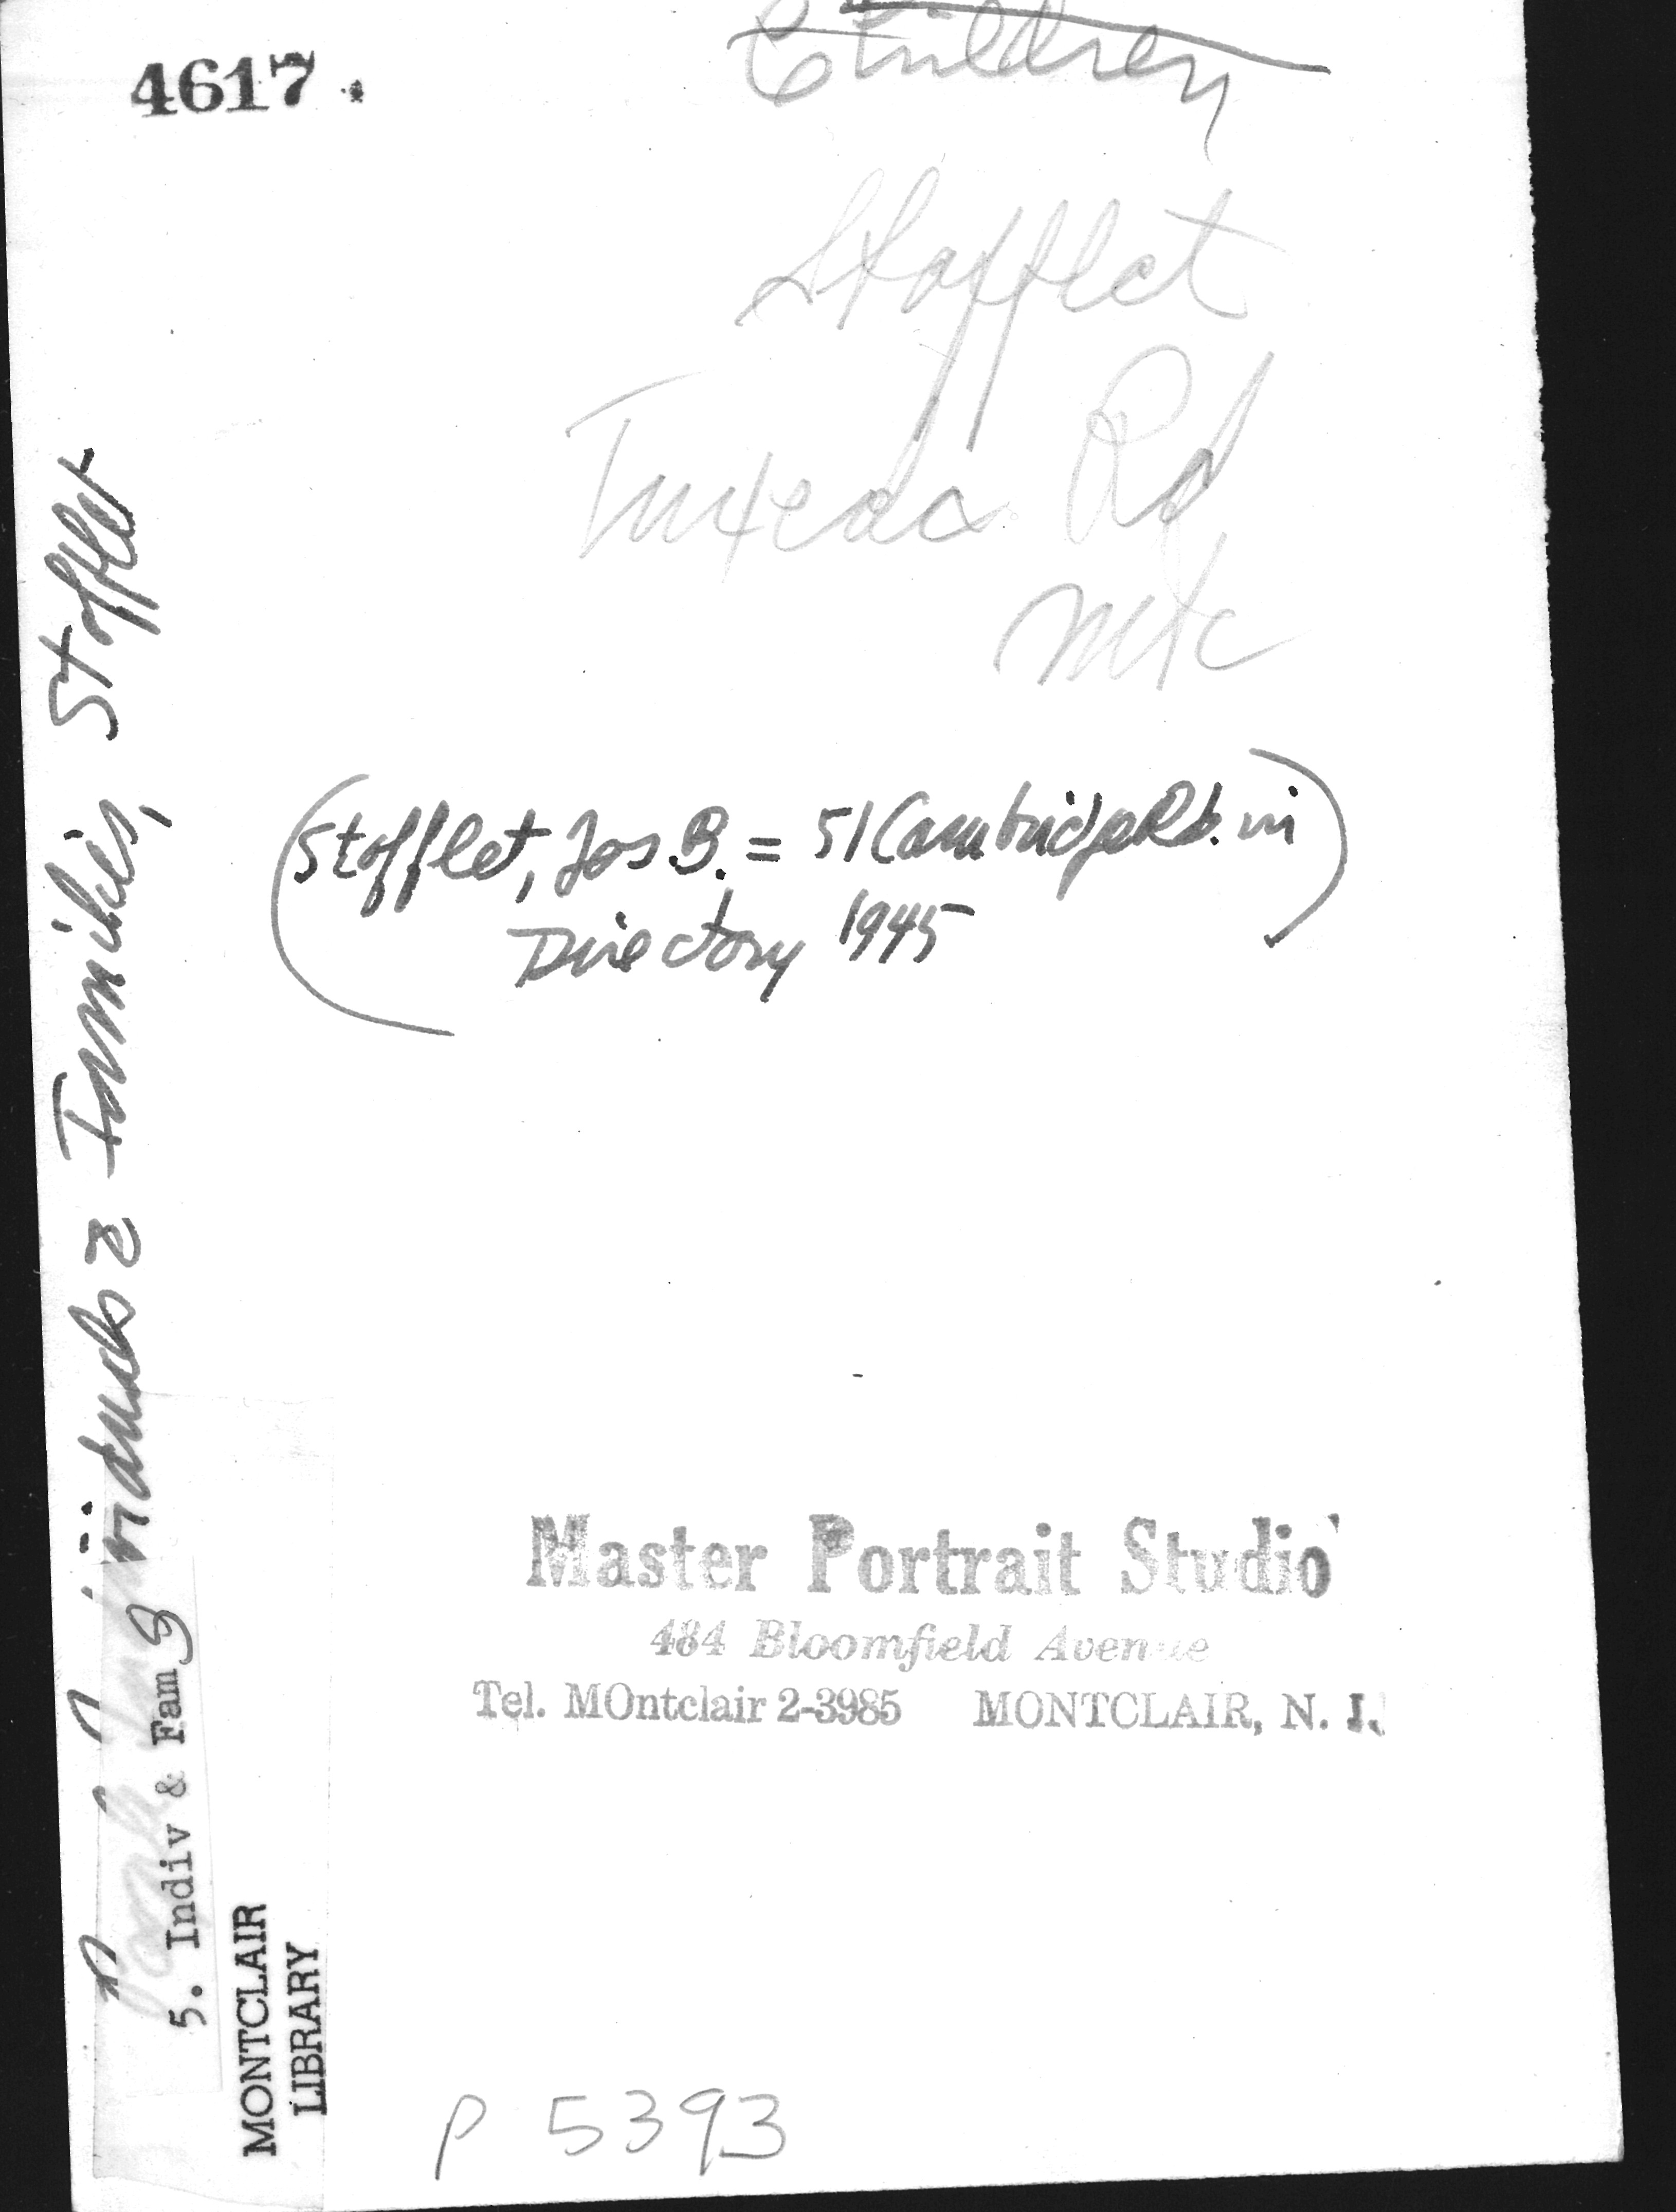 4617.
Children
Stofflet
Tuxedo Rd
Mtc
(Stofflet, Jos B. = 51 Cambridge Rd. in
Directory 1945)
Master Portrait Studio
484 Bloomfield Avenue
Tel. MOntclair 2-3985 MONTCLAIR, N. J.
P 5393
Individuals & Families, Stofflet
5. Indiv & Fam
MONTCLAIR
LIBRARY